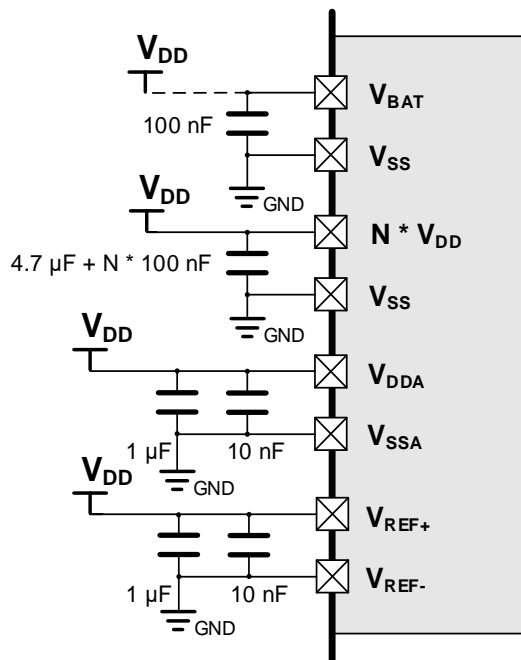 VDD
VBAT
100 nF
VSS
GND
VDD
N * VDD
4.7 µF + N * 100 nF
VSS
GND
VDD
VDDA
1 µF
10 nF
VSSA
GND
VDD
VREF+
1 µF
10 nF
VREF-
GND